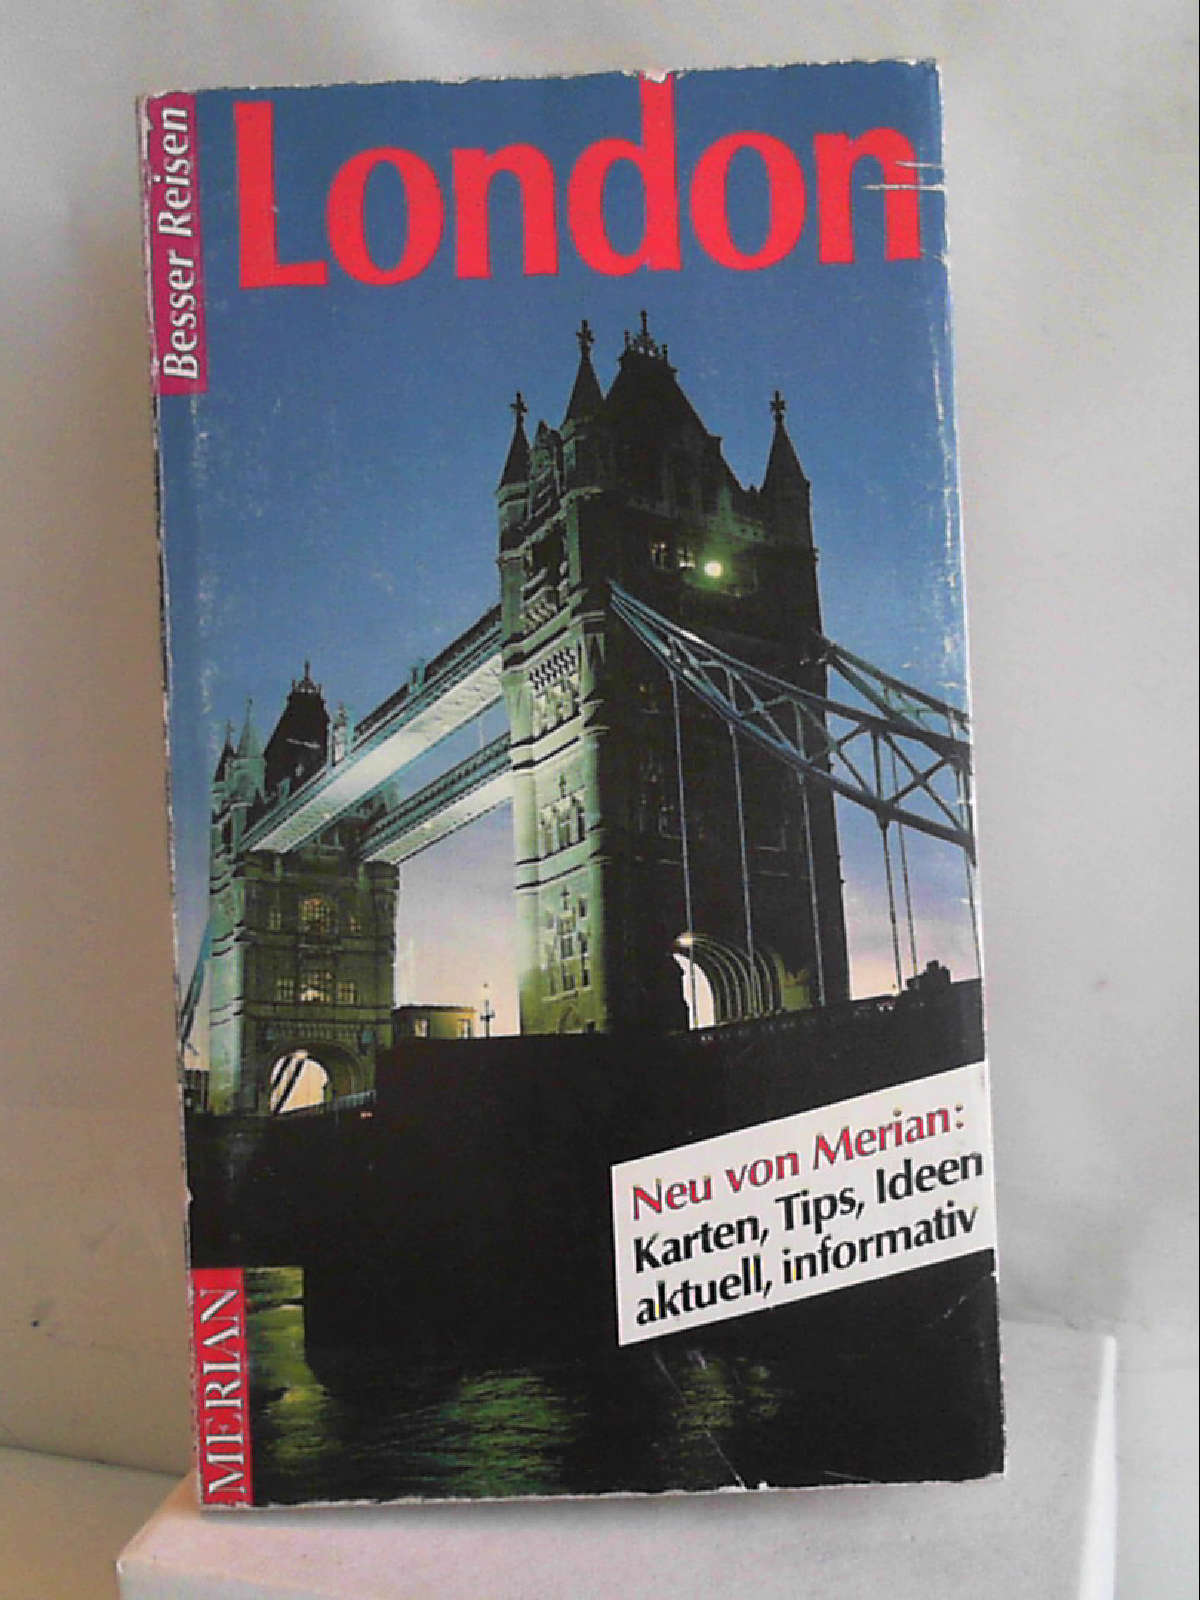 Besser Reisen
London
Neu von Merian:
Karten, Tips, Ideen
aktuell, informativ
MERIAN